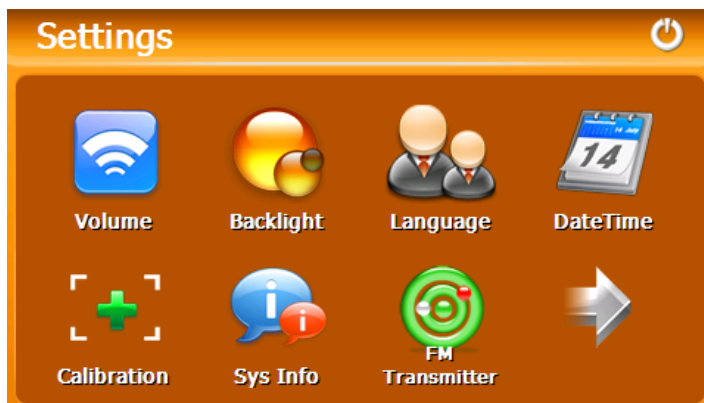 Settings
Volume
Backlight
Language
14
DateTime
Calibration
Sys Info
FM
Transmitter